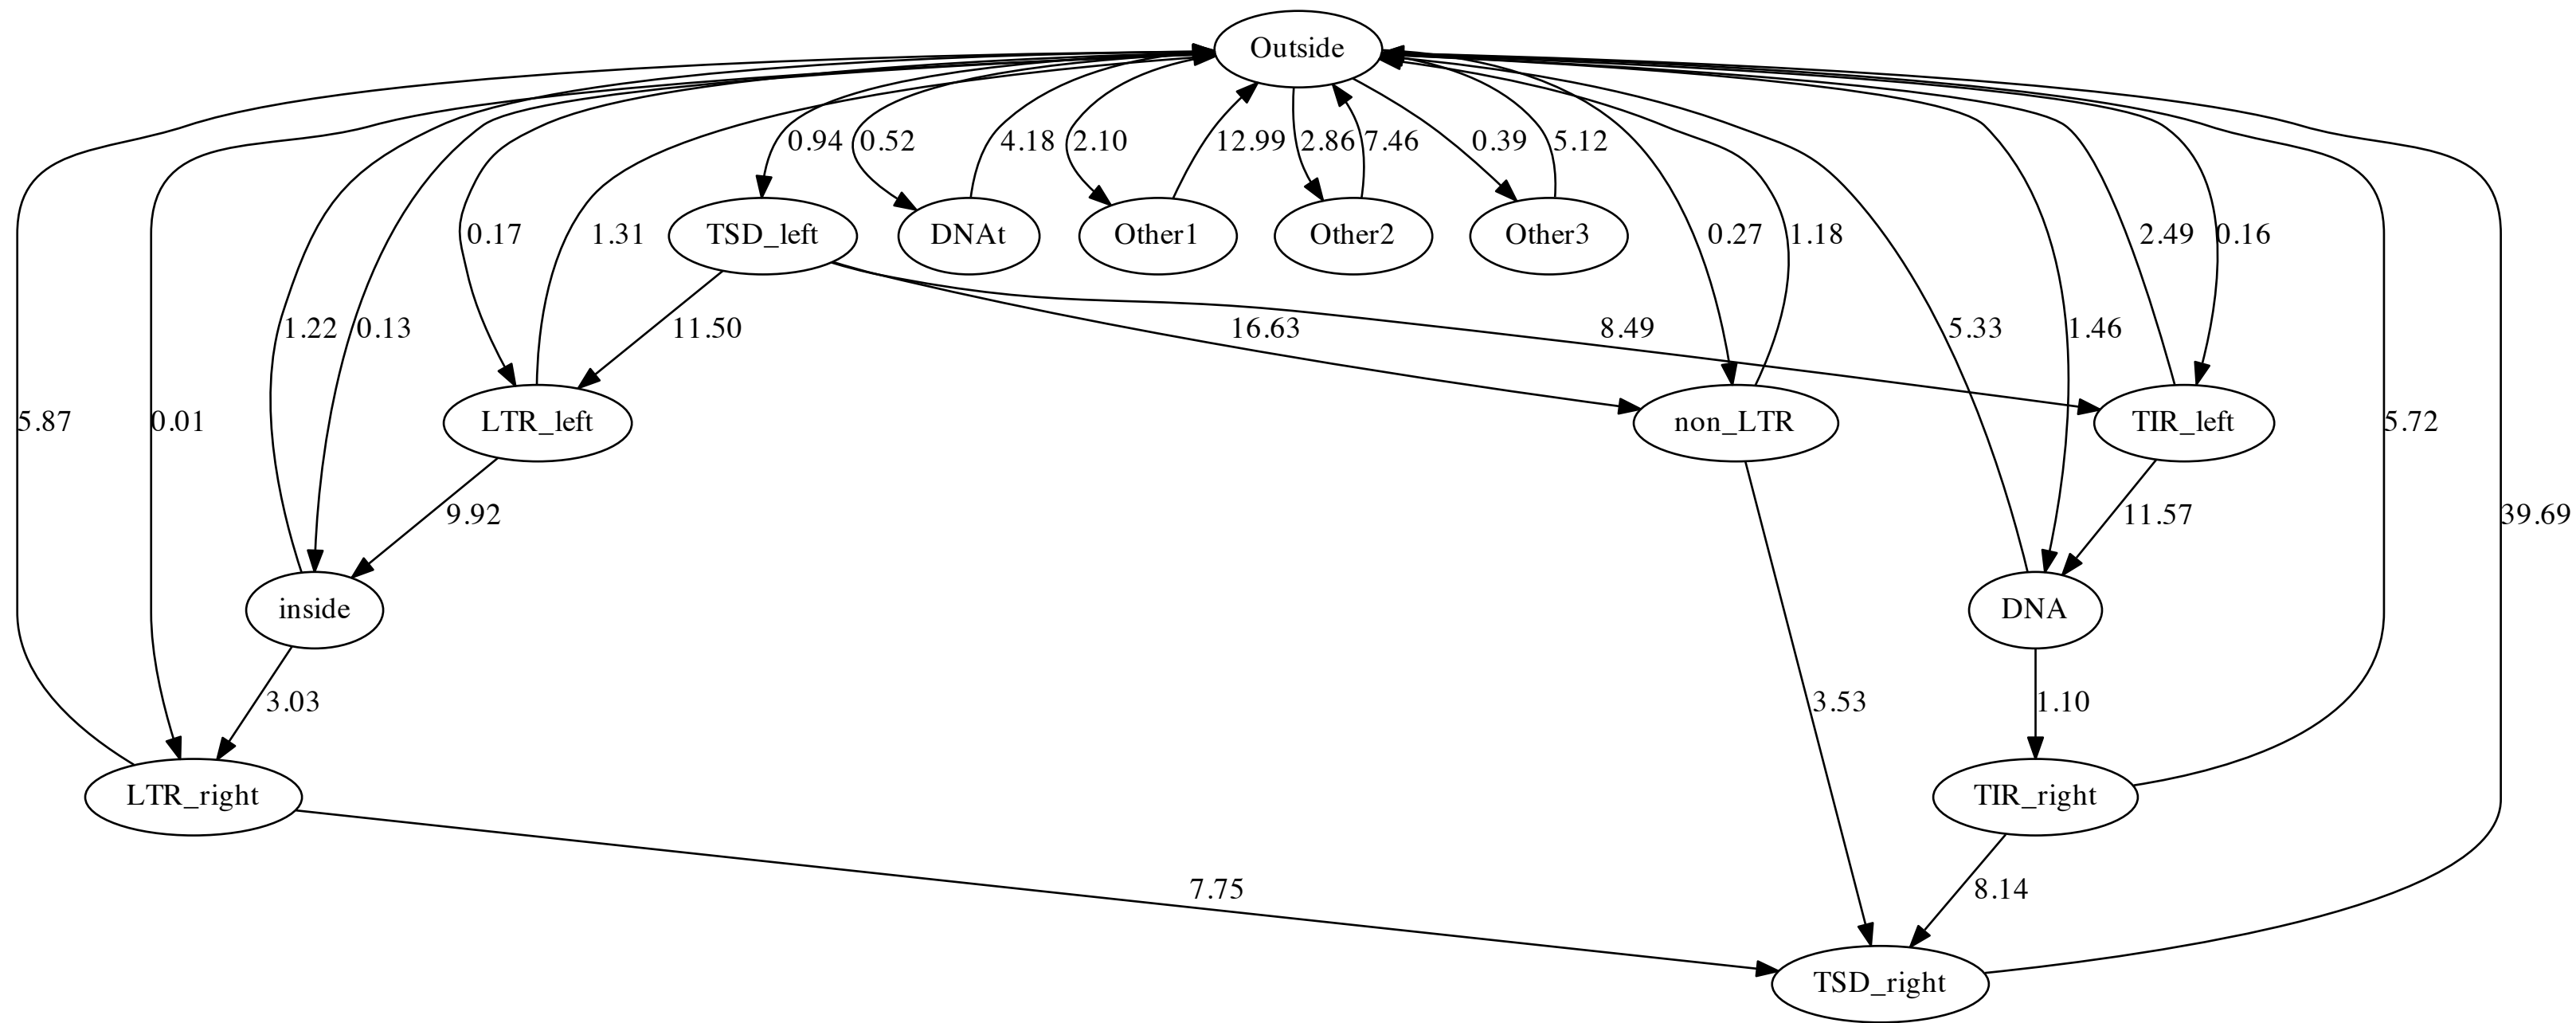 Outside
0.94
0.52
4.18
2.10
12.99
2.86
7.46
0.39
5.12
0.17
1.31
TSD_left
DNAt
Other1
Other2
Other3
0.27
1.18
2.49
0.16
1.22
0.13
11.50
16.63
8.49
5.33
1.46
5.87
0.01
LTR_left
non_LTR
TIR_left
5.72
9.92
11.57
39.69
inside
DNA
3.03
3.53
1.10
LTR_right
TIR_right
7.75
8.14
TSD_right